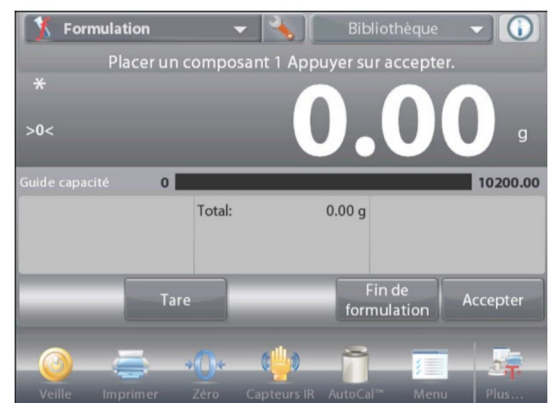 Formulation Bibliothèque
Placer un composant 1 Appuyer sur accepter.
*
>0< 0.00 g
Guide capacité 0 10200.00
Total: 0.00 g
Tare Fin de formulation Accepter
Veille Imprimer Zéro Capteurs IR AutoCal™ Menu Plus...